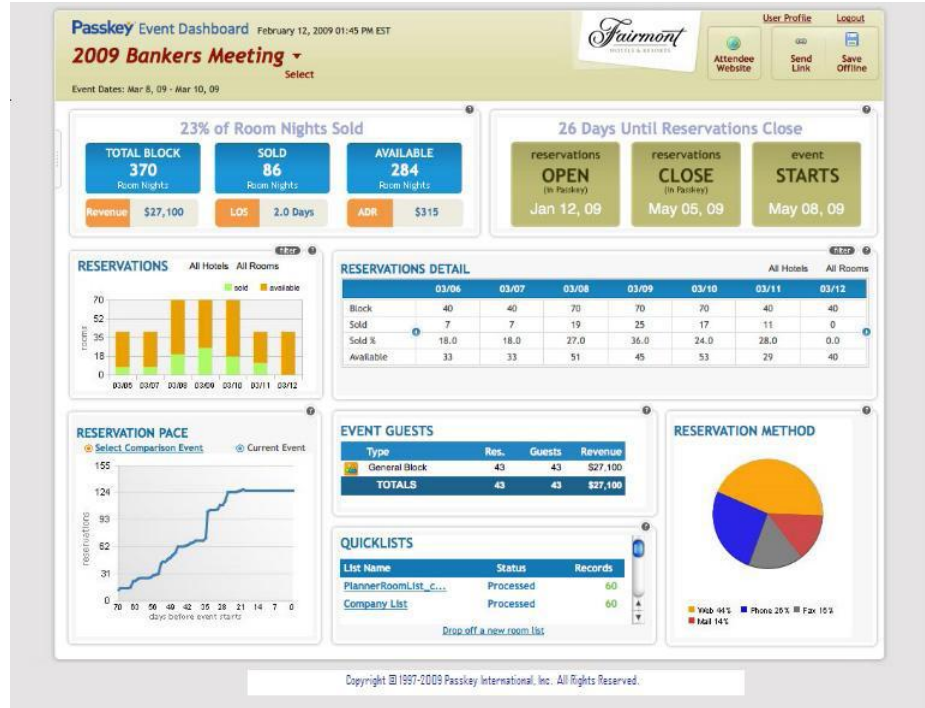 Passkey Event Dashboard February 12, 2009 01:45 PM EST
2009 Bankers Meeting
Select
Event Dates: Mar 8, 09 - Mar 10, 09
Fairmont
HOTELS & RESORTS
User Profile Logout
Attendee Website
Send Link
Save Offline
23% of Room Nights Sold
TOTAL BLOCK
370
Room Nights
SOLD
86
Room Nights
AVAILABLE
284
Room Nights
Revenue $27,100
LOS 2.0 Days
ADR $315
26 Days Until Reservations Close
reservations
OPEN
(in Passkey)
Jan 12, 09
reservations
CLOSE
(in Passkey)
May 05, 09
event
STARTS
May 08, 09
filter
RESERVATIONS All Hotels All Rooms
sold available
rooms
70
52
35
18
0
03/06 03/07 03/08 03/09 03/10 03/11 03/12
filter
RESERVATIONS DETAIL All Hotels All Rooms
03/06 03/07 03/08 03/09 03/10 03/11 03/12
Block 40 40 70 70 70 40 40
Sold 7 7 19 25 17 11 0
Sold % 18.0 18.0 27.0 36.0 24.0 28.0 0.0
Available 33 33 51 45 53 29 40
RESERVATION PACE
Select Comparison Event Current Event
reservations
155
124
93
62
31
0
70 63 56 49 42 35 28 21 14 7 0
days before event starts
EVENT GUESTS
Type Res. Guests Revenue
General Block 43 43 $27,100
TOTALS 43 43 $27,100
QUICKLISTS
List Name Status Records
PlannerRoomList_c... Processed 60
Company List Processed 60
Drop off a new room list
RESERVATION METHOD
Web 44% Phone 26% Fax 16%
Mail 14%
Copyright © 1997-2009 Passkey International, Inc. All Rights Reserved.